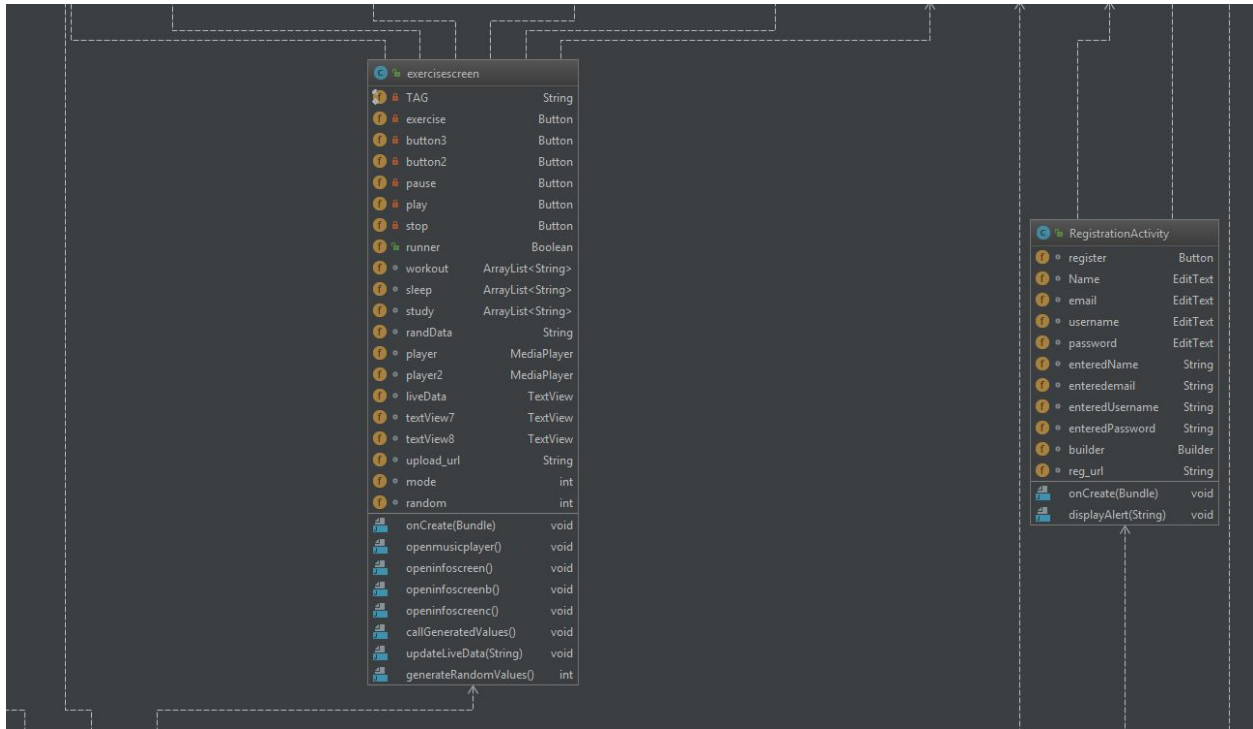 exercisescreen
TAG String
exercise Button
button3 Button
button2 Button
pause Button
play Button
stop Button
runner Boolean
workout ArrayList<String>
sleep ArrayList<String>
study ArrayList<String>
randData String
player MediaPlayer
player2 MediaPlayer
liveData TextView
textView7 TextView
textView8 TextView
upload_url String
mode int
random int
onCreate(Bundle) void
openmusicplayer() void
openinfoscreen() void
openinfoscreenb() void
openinfoscreenc() void
callGeneratedValues() void
updateLiveData(String) void
generateRandomValues() int
RegistrationActivity
register Button
Name EditText
email EditText
username EditText
password EditText
enteredName String
enteredemail String
enteredUsername String
enteredPassword String
builder Builder
reg_url String
onCreate(Bundle) void
displayAlert(String) void